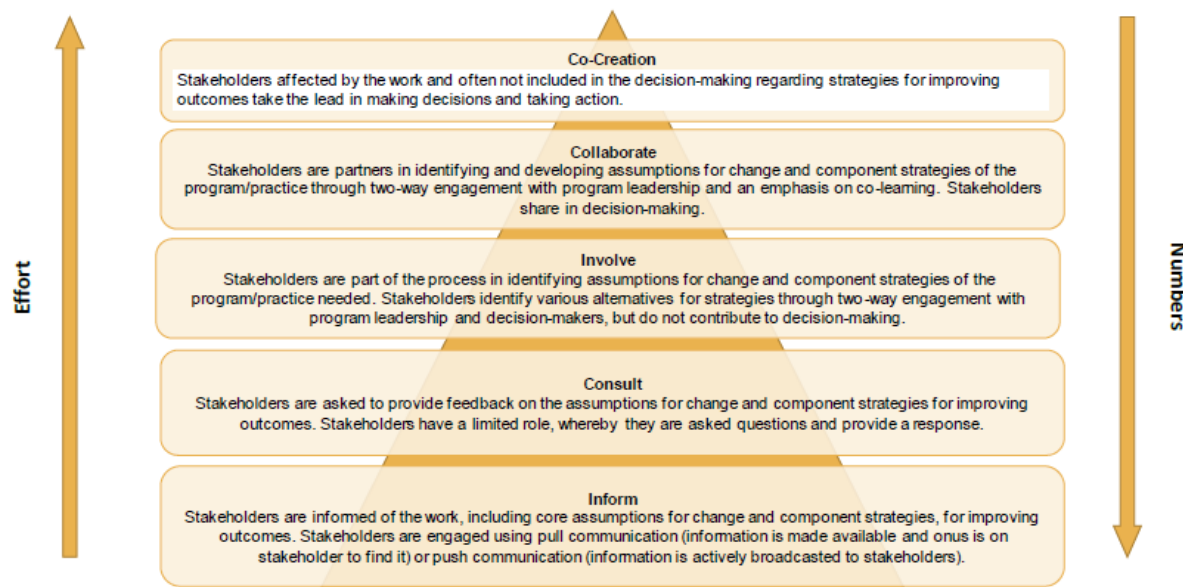 Effort
Co-Creation
Stakeholders affected by the work and often not included in the decision-making regarding strategies for improving
outcomes take the lead in making decisions and taking action.
Collaborate
Stakeholders are partners in identifying and developing assumptions for change and component strategies of the
program/practice through two-way engagement with program leadership and an emphasis on co-learning. Stakeholders
share in decision-making.
Involve
Stakeholders are part of the process in identifying assumptions for change and component strategies of the
program/practice needed. Stakeholders identify various alternatives for strategies through two-way engagement with
program leadership and decision-makers, but do not contribute to decision-making.
Consult
Stakeholders are asked to provide feedback on the assumptions for change and component strategies for improving
outcomes. Stakeholders have a limited role, whereby they are asked questions and provide a response.
Inform
Stakeholders are informed of the work, including core assumptions for change and component strategies, for improving
outcomes. Stakeholders are engaged using pull communication (information is made available and onus is on
stakeholder to find it) or push communication (information is actively broadcasted to stakeholders).
Numbers